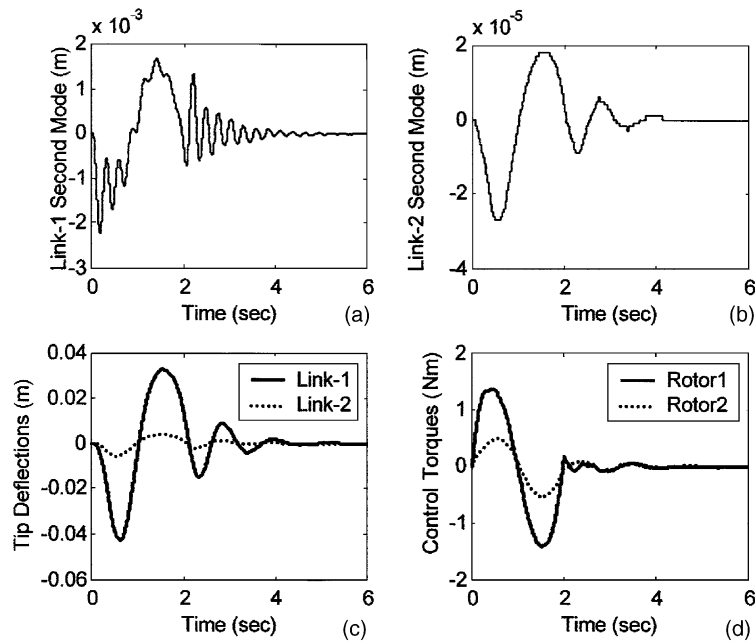 x 10⁻³
Link-1 Second Mode (m)
2
1
0
-1
-2
-3
0 2 4 6
Time (sec)
(a)
x 10⁻⁵
Link-2 Second Mode (m)
2
0
-2
-4
0 2 4 6
Time (sec)
(b)
Tip Deflections (m)
0.04
0.02
0
-0.02
-0.04
-0.06
Link-1
Link-2
0 2 4 6
Time (sec)
(c)
Control Torques (Nm)
2
1
0
-1
-2
Rotor1
Rotor2
0 2 4 6
Time (sec)
(d)